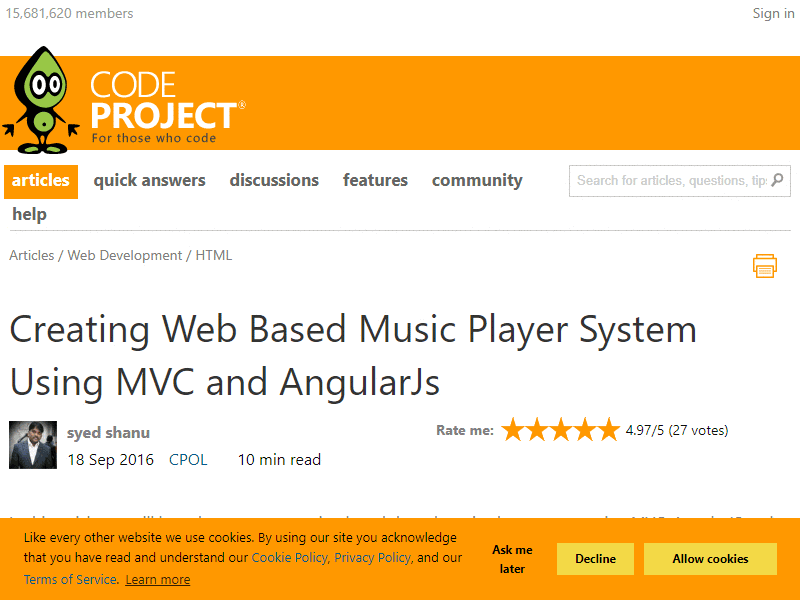 15,681,620 members
Sign in
CODE
PROJECT®
For those who code
articles
quick answers
discussions
features
community
Search for articles, questions, tips
help
Articles / Web Development / HTML
Creating Web Based Music Player System
Using MVC and AngularJs
syed shanu
Rate me:
4.97/5 (27 votes)
18 Sep 2016
CPOL
10 min read
Like every other website we use cookies. By using our site you acknowledge
that you have read and understand our Cookie Policy, Privacy Policy, and our
Terms of Service. Learn more
Ask me
later
Decline
Allow cookies